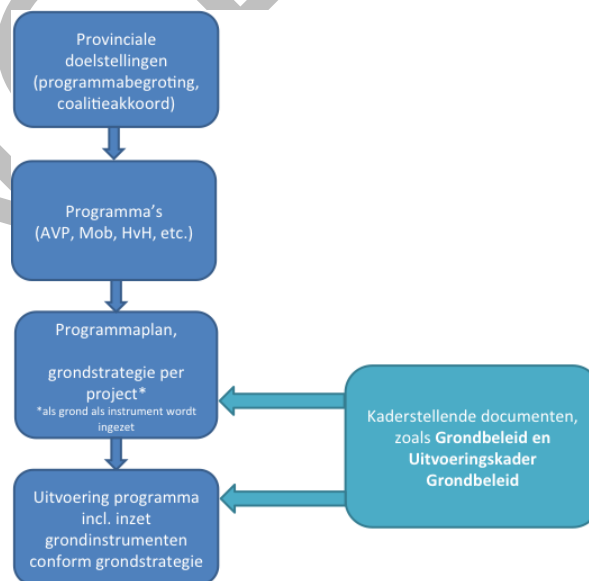 Provinciale
doelstellingen
(programmabegroting,
coalitieakkoord)
Programma's
(AVP, Mob, HvH, etc.)
Programmaplan,
grondstrategie per
project*
*als grond als instrument wordt
ingezet
Kaderstellende documenten,
zoals Grondbeleid en
Uitvoeringskader
Grondbeleid
Uitvoering programma
incl. inzet
grondinstrumenten
conform grondstrategie